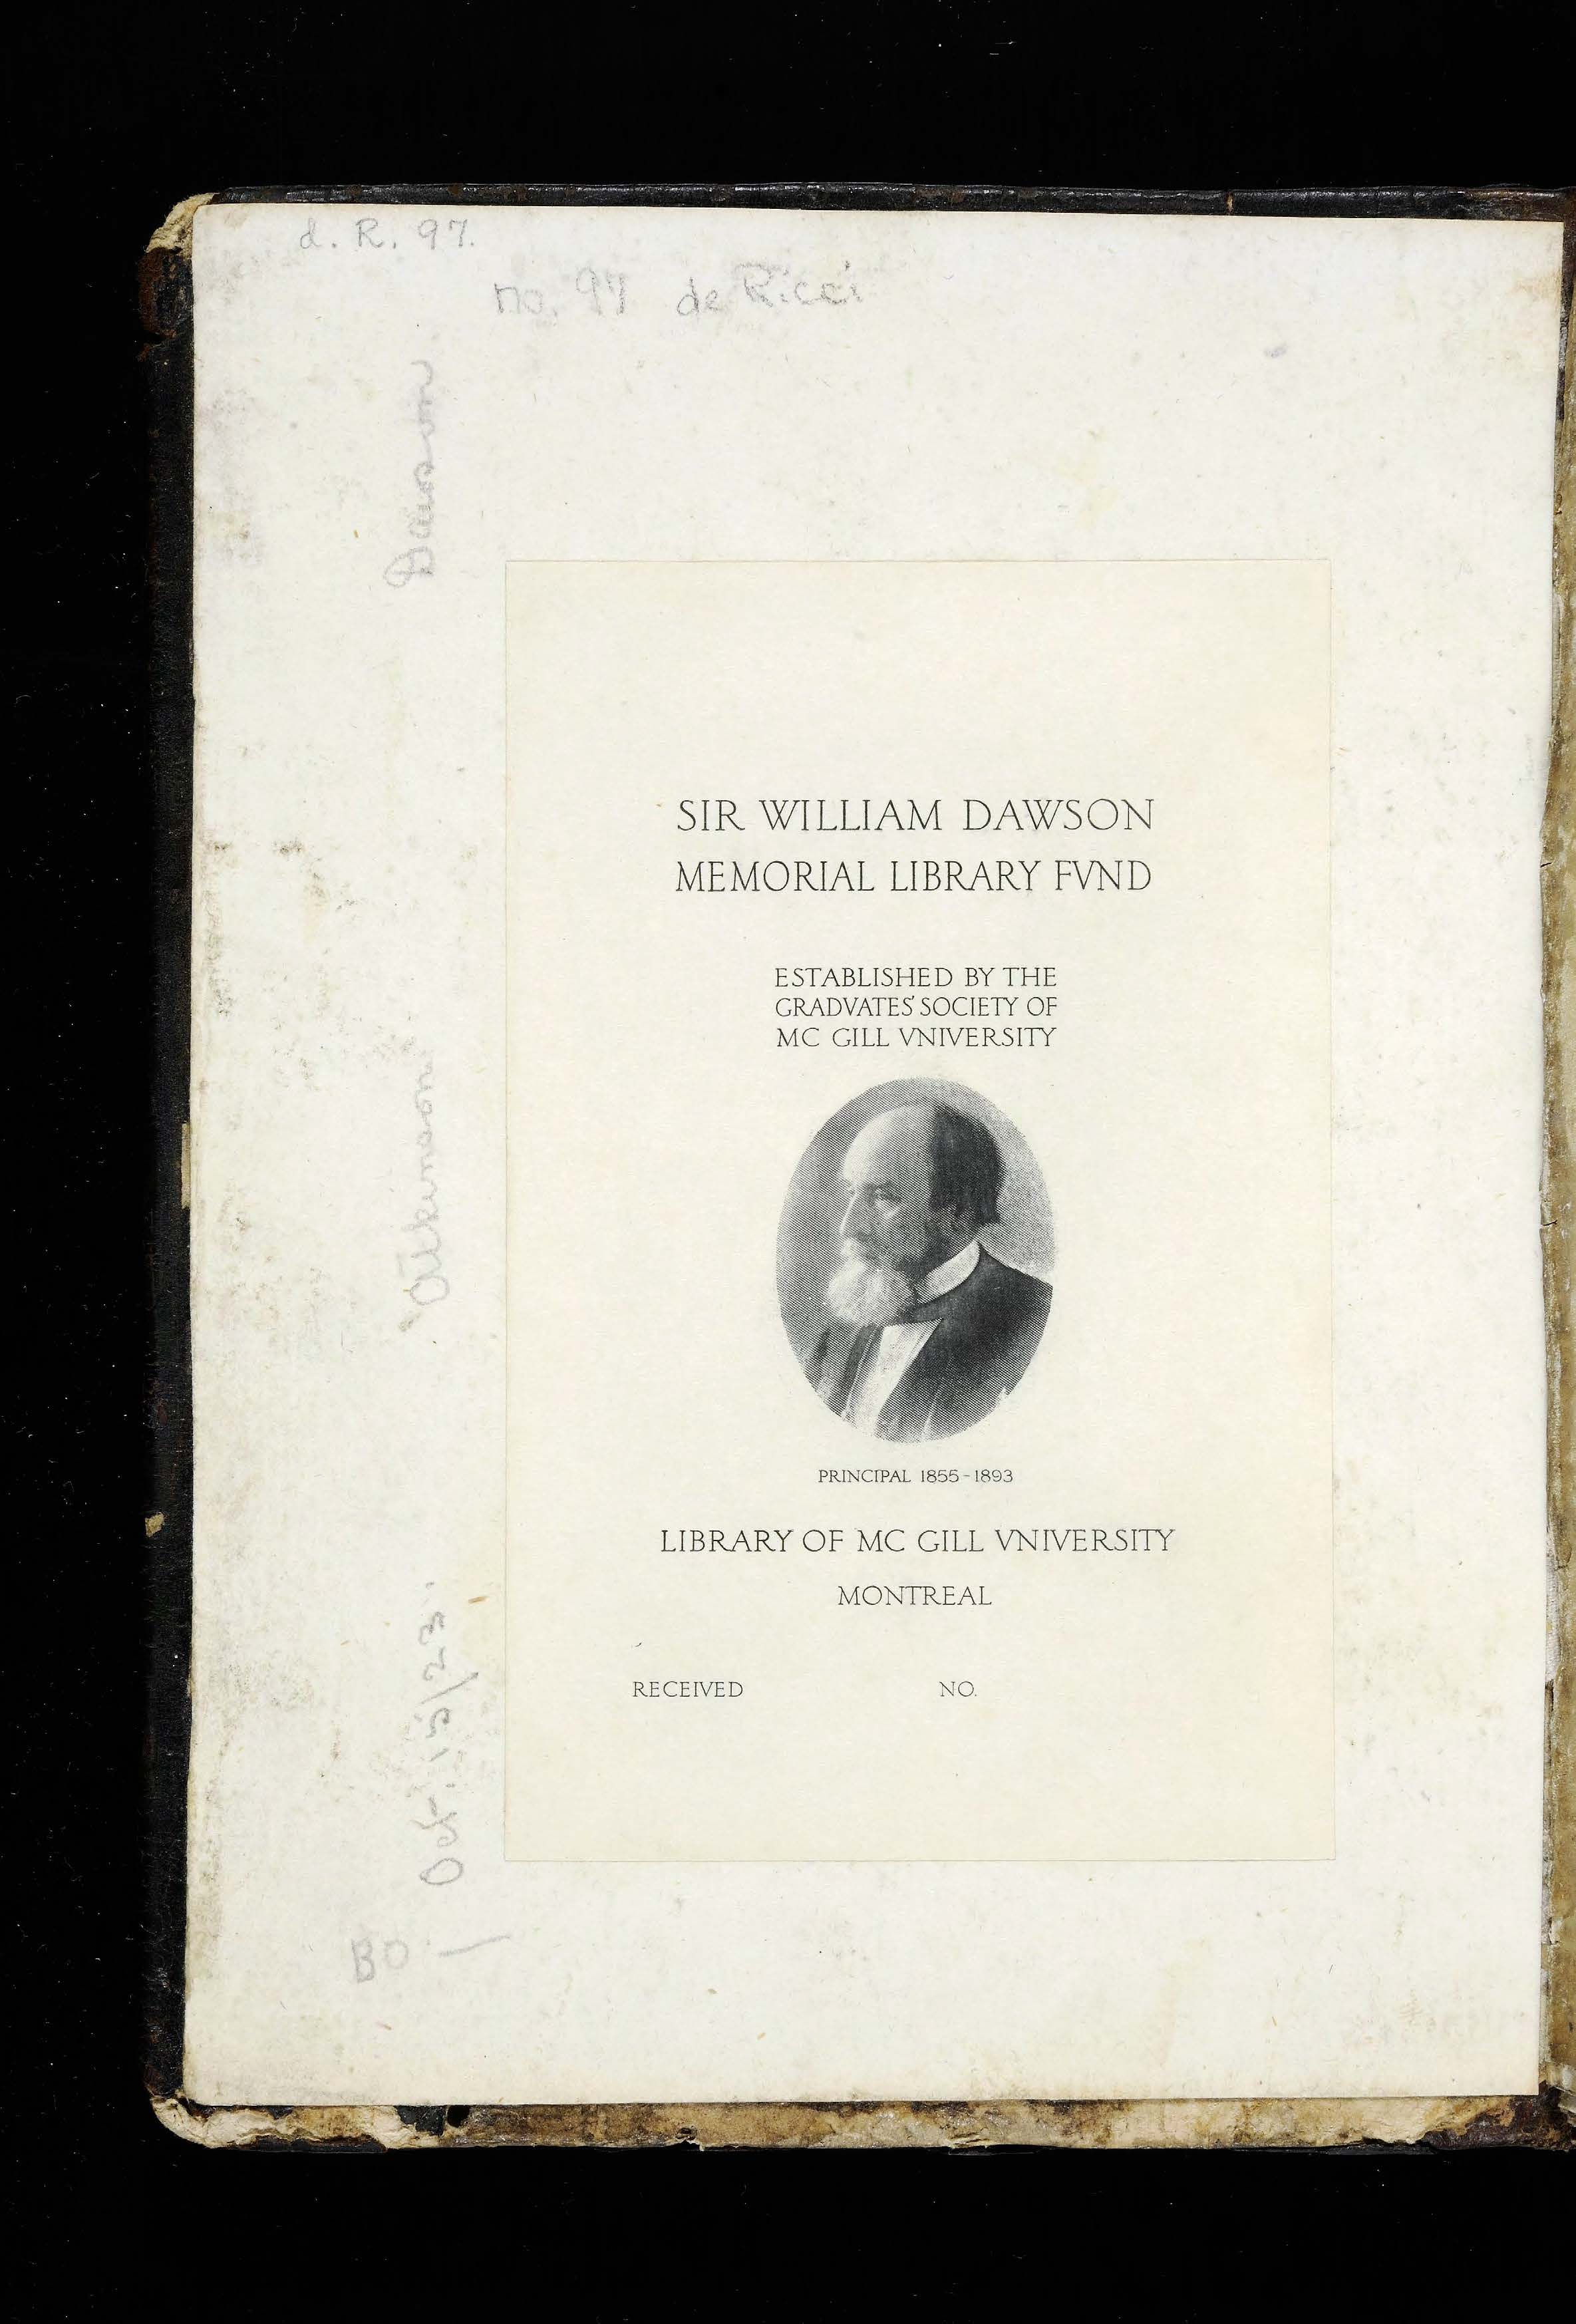 d. R. 97.
no. 97 de Ricci
Dawson
Atkinson
Oct. 15/23.
BO —
SIR WILLIAM DAWSON
MEMORIAL LIBRARY FVND
ESTABLISHED BY THE
GRADVATES' SOCIETY OF
MC GILL VNIVERSITY
PRINCIPAL 1855-1893
LIBRARY OF MC GILL VNIVERSITY
MONTREAL
RECEIVED NO.